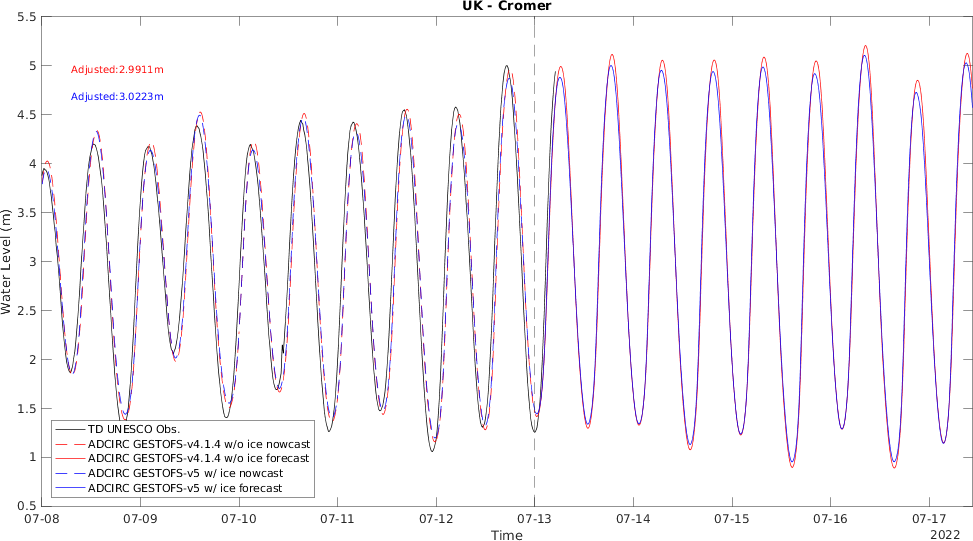 UK - Cromer
5.5
5
4.5
4
3.5
3
2.5
2
1.5
1
0.5
Water Level (m)
Adjusted:2.9911m
Adjusted:3.0223m
TD UNESCO Obs.
ADCIRC GESTOFS-v4.1.4 w/o ice nowcast
ADCIRC GESTOFS-v4.1.4 w/o ice forecast
ADCIRC GESTOFS-v5 w/ ice nowcast
ADCIRC GESTOFS-v5 w/ ice forecast
07-08 07-09 07-10 07-11 07-12 07-13 07-14 07-15 07-16 07-17
Time
2022